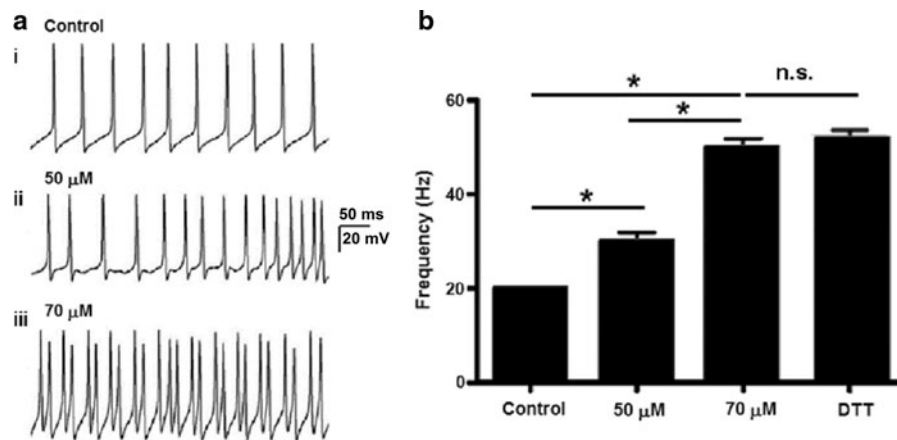 a
Control
i
50 μM
ii
50 ms
20 mV
70 μM
iii
b
n.s.
*
*
*
60
40
20
0
Frequency (Hz)
Control 50 μM 70 μM DTT